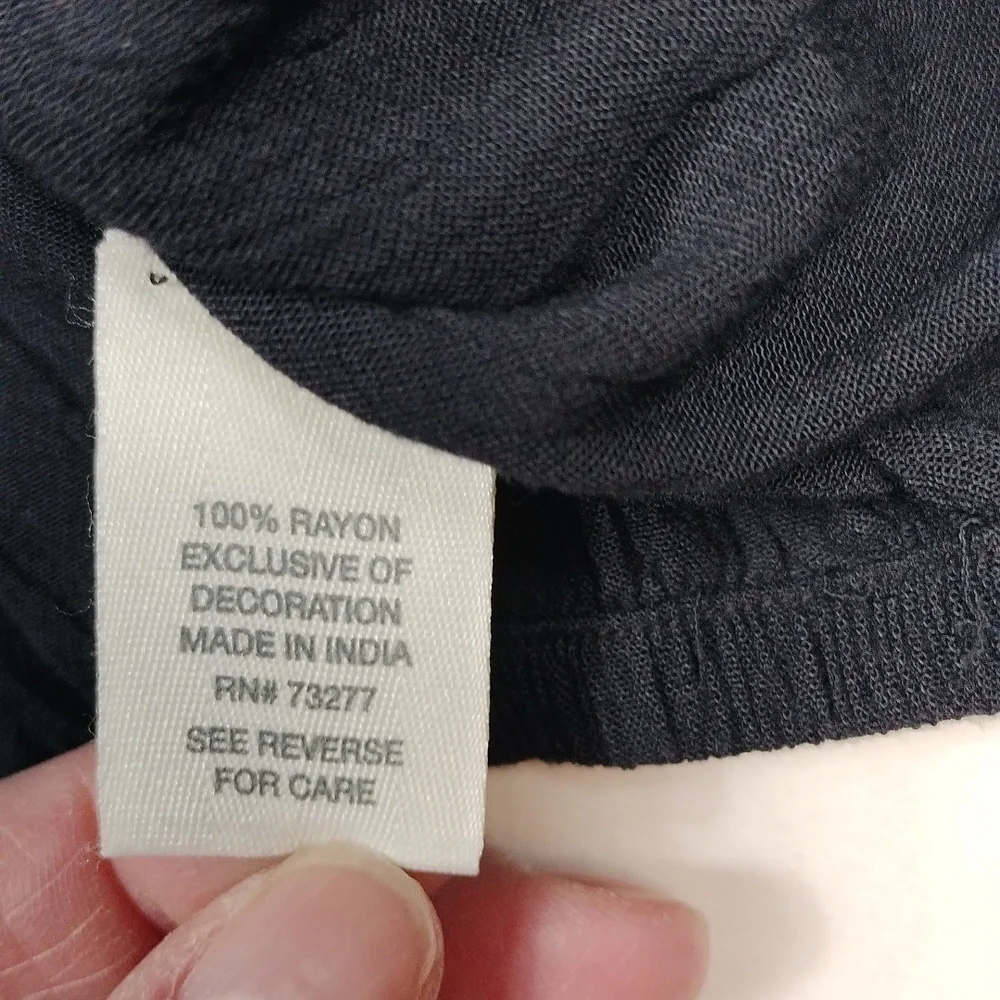 100% RAYON
EXCLUSIVE OF
DECORATION
MADE IN INDIA
RN# 73277
SEE REVERSE
FOR CARE